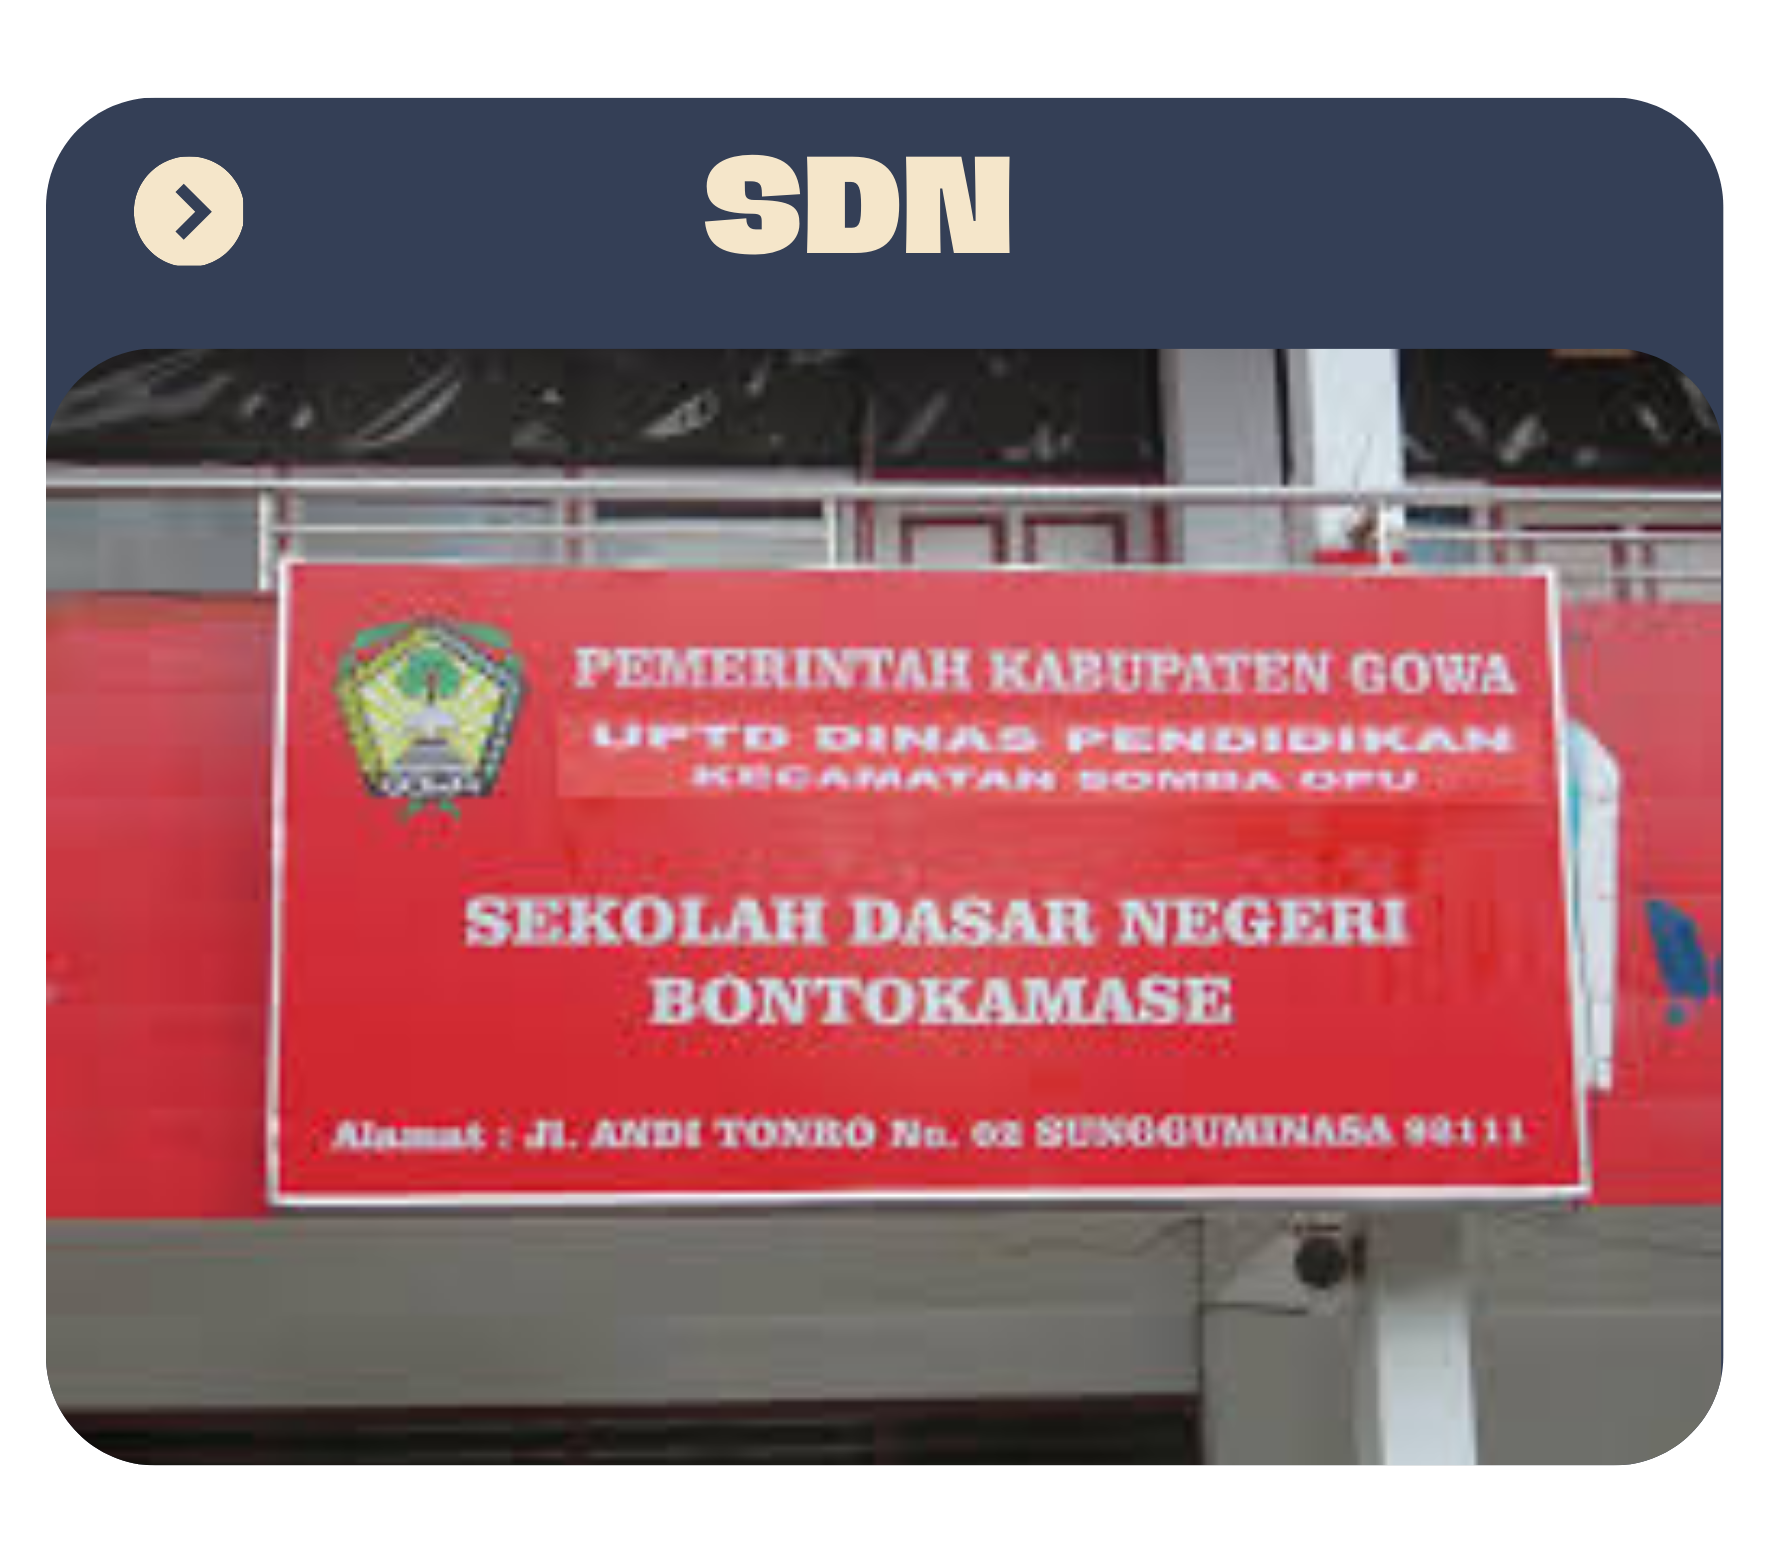 SDN
PEMERINTAH KABUPATEN GOWA
UPTD DINAS PENDIDIKAN
KECAMATAN SOMBA OPU
GOWA
SEKOLAH DASAR NEGERI
BONTOKAMASE
Alamat : Jl. ANDI TONRO No. 02 SUNGGUMINASA 92111